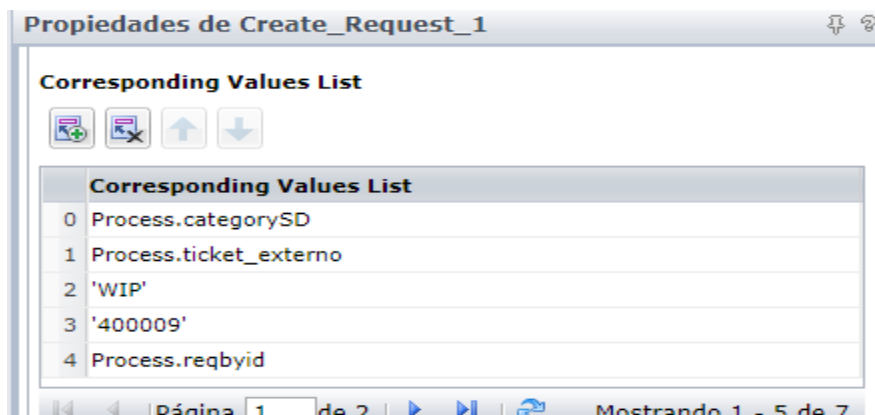 Propiedades de Create_Request_1
Corresponding Values List
Corresponding Values List
0 Process.categorySD
1 Process.ticket_externo
2 'WIP'
3 '400009'
4 Process.reqbyid
Página 1 de 2
Mostrando 1 - 5 de 7